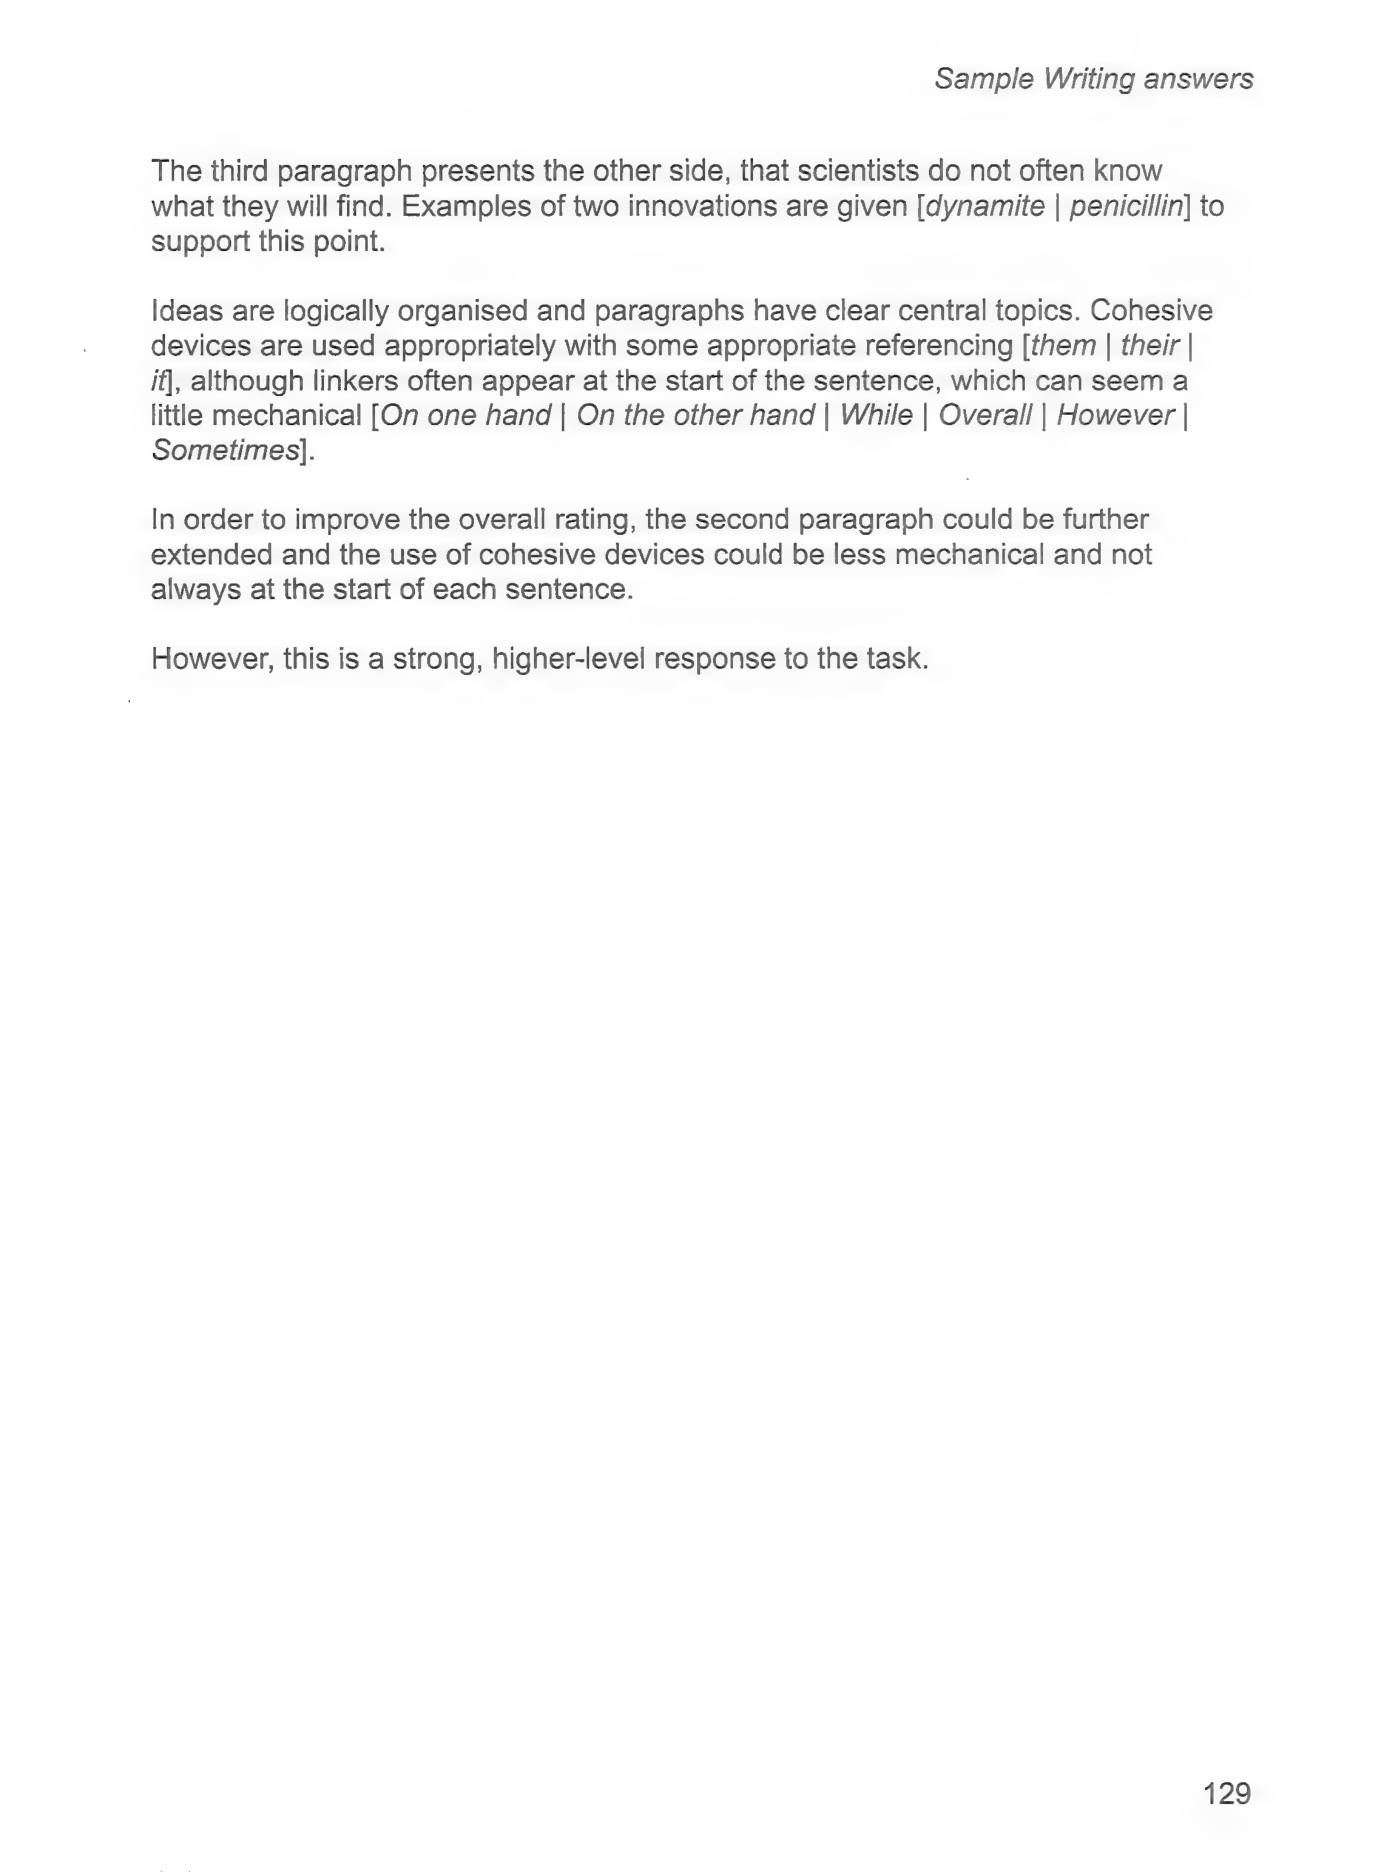 Sample Writing answers
The third paragraph presents the other side, that scientists do not often know
what they will find. Examples of two innovations are given [dynamite | penicillin] to
support this point.
Ideas are logically organised and paragraphs have clear central topics. Cohesive
devices are used appropriately with some appropriate referencing [them | their |
it], although linkers often appear at the start of the sentence, which can seem a
little mechanical [On one hand | On the other hand | While | Overall | However |
Sometimes].
In order to improve the overall rating, the second paragraph could be further
extended and the use of cohesive devices could be less mechanical and not
always at the start of each sentence.
However, this is a strong, higher-level response to the task.
129